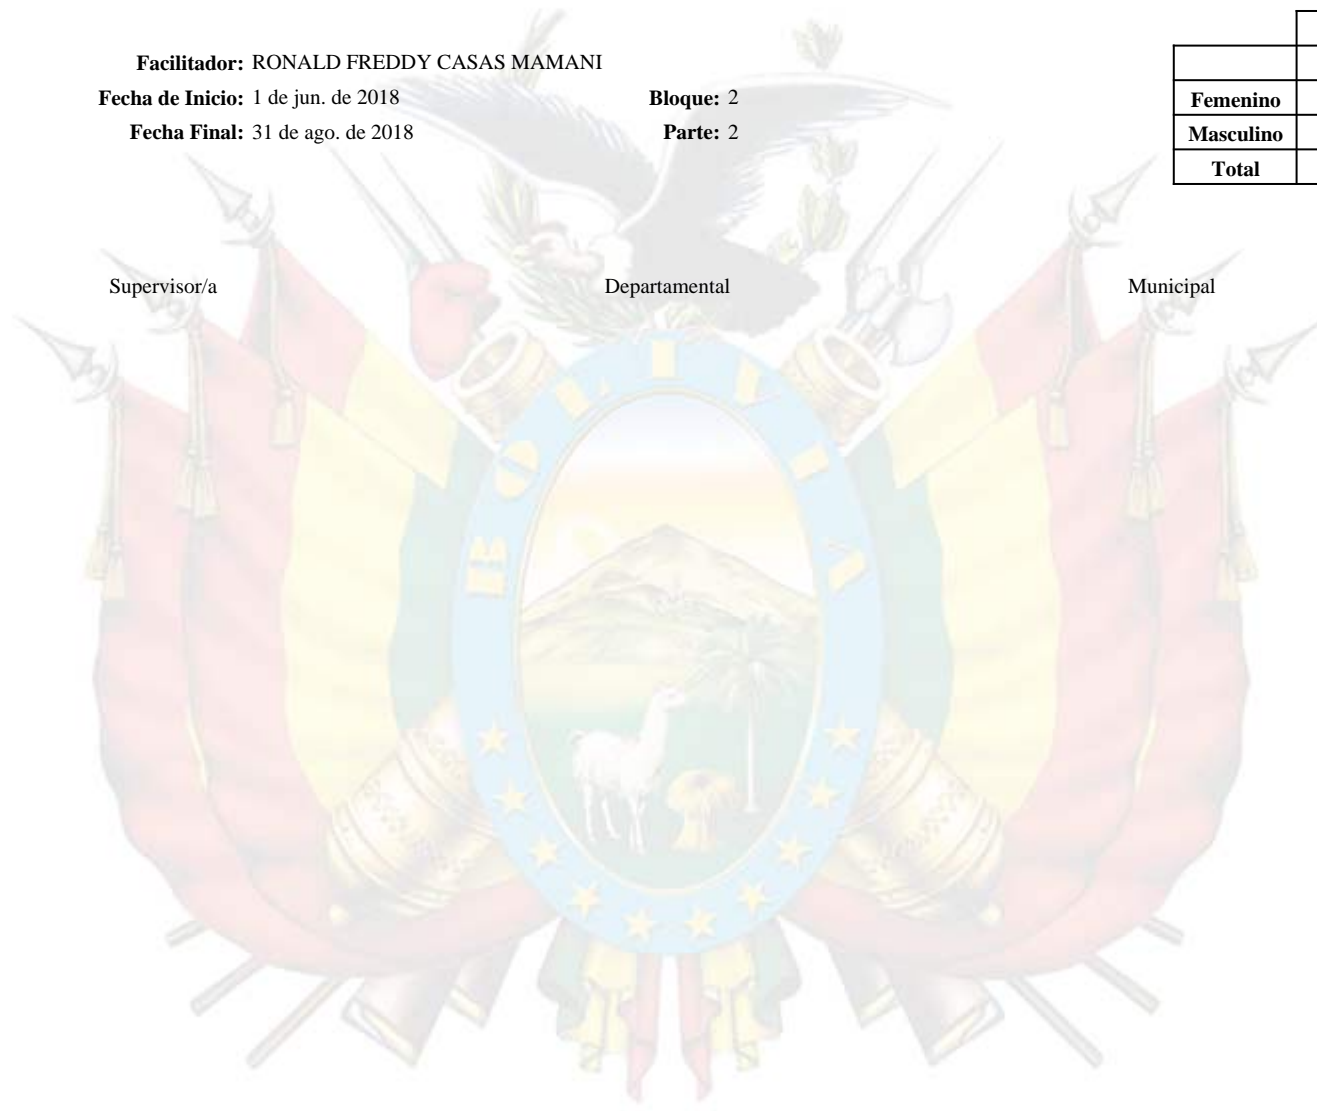 Facilitador: RONALD FREDDY CASAS MAMANI
Fecha de Inicio: 1 de jun. de 2018 Bloque: 2
Fecha Final: 31 de ago. de 2018 Parte: 2
Femenino
Masculino
Total
Supervisor/a Departamental Municipal
BOLIVIA